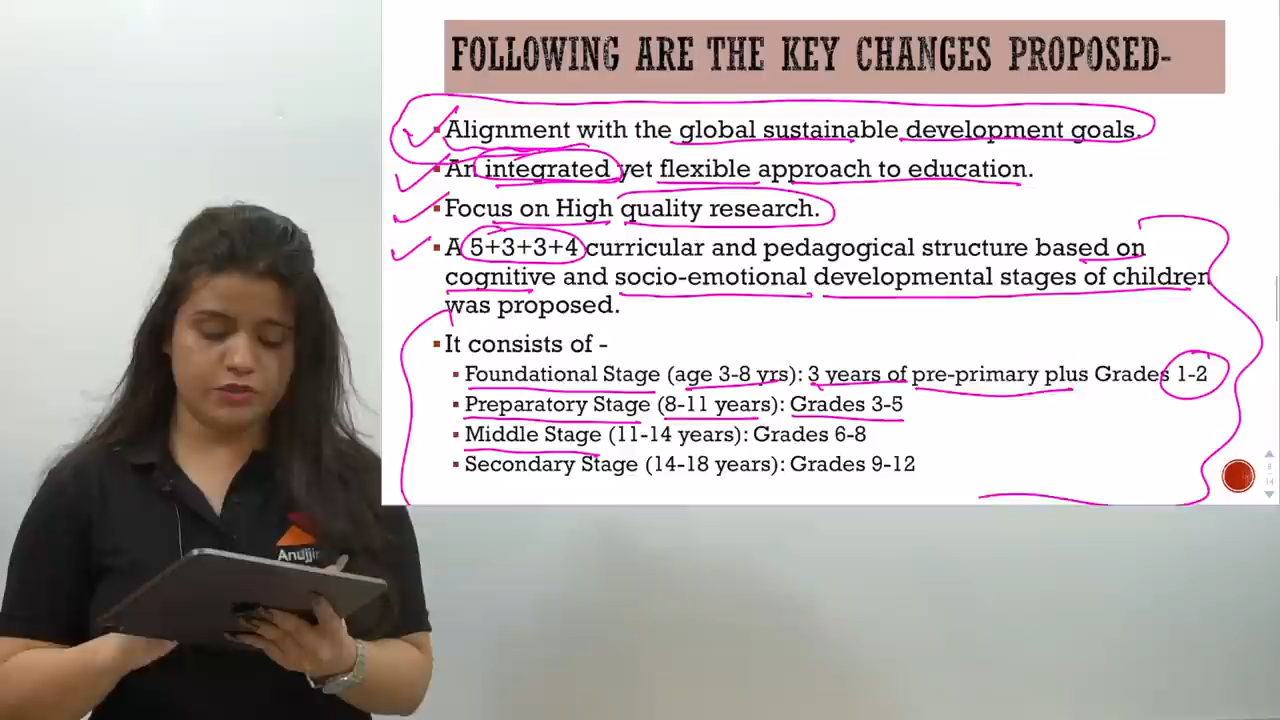 FOLLOWING ARE THE KEY CHANGES PROPOSED-
Alignment with the global sustainable development goals.
An integrated yet flexible approach to education.
Focus on High quality research.
A 5+3+3+4 curricular and pedagogical structure based on
cognitive and socio-emotional developmental stages of children
was proposed.
It consists of -
Foundational Stage (age 3-8 yrs): 3 years of pre-primary plus Grades 1-2
Preparatory Stage (8-11 years): Grades 3-5
Middle Stage (11-14 years): Grades 6-8
Secondary Stage (14-18 years): Grades 9-12